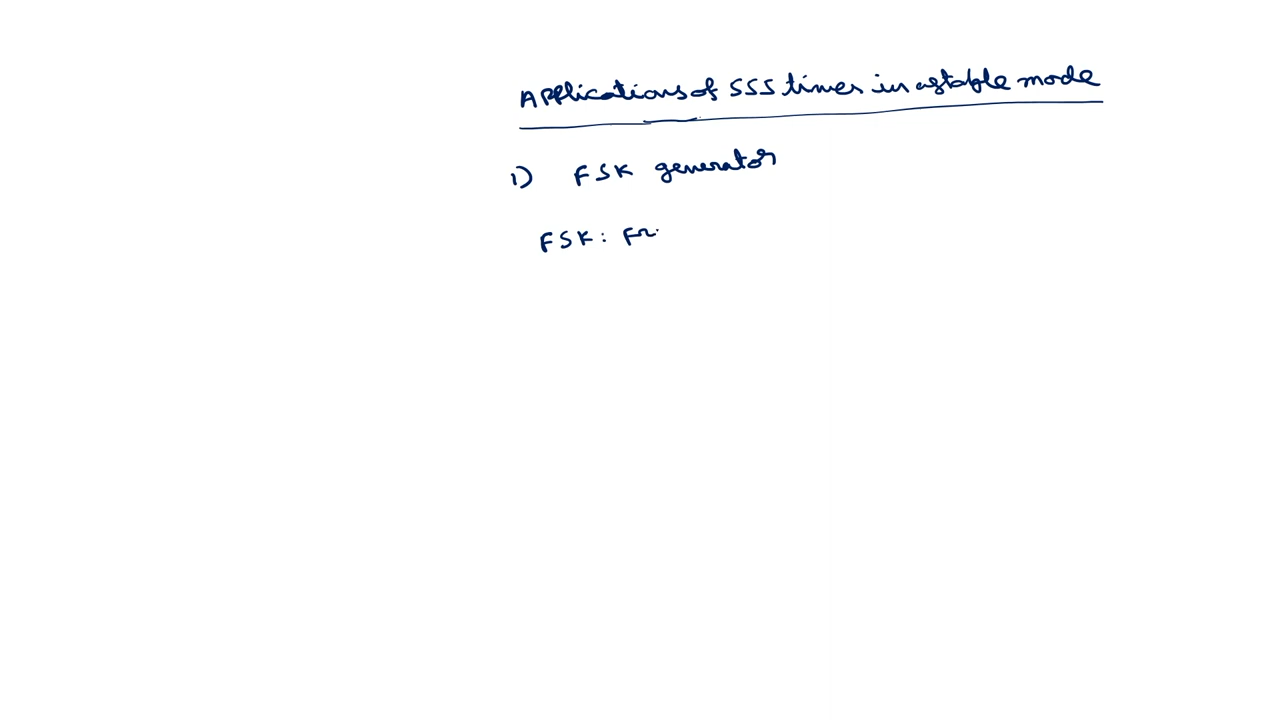 Applications of 555 timer in astable mode
1) FSK generator
FSK: Fr